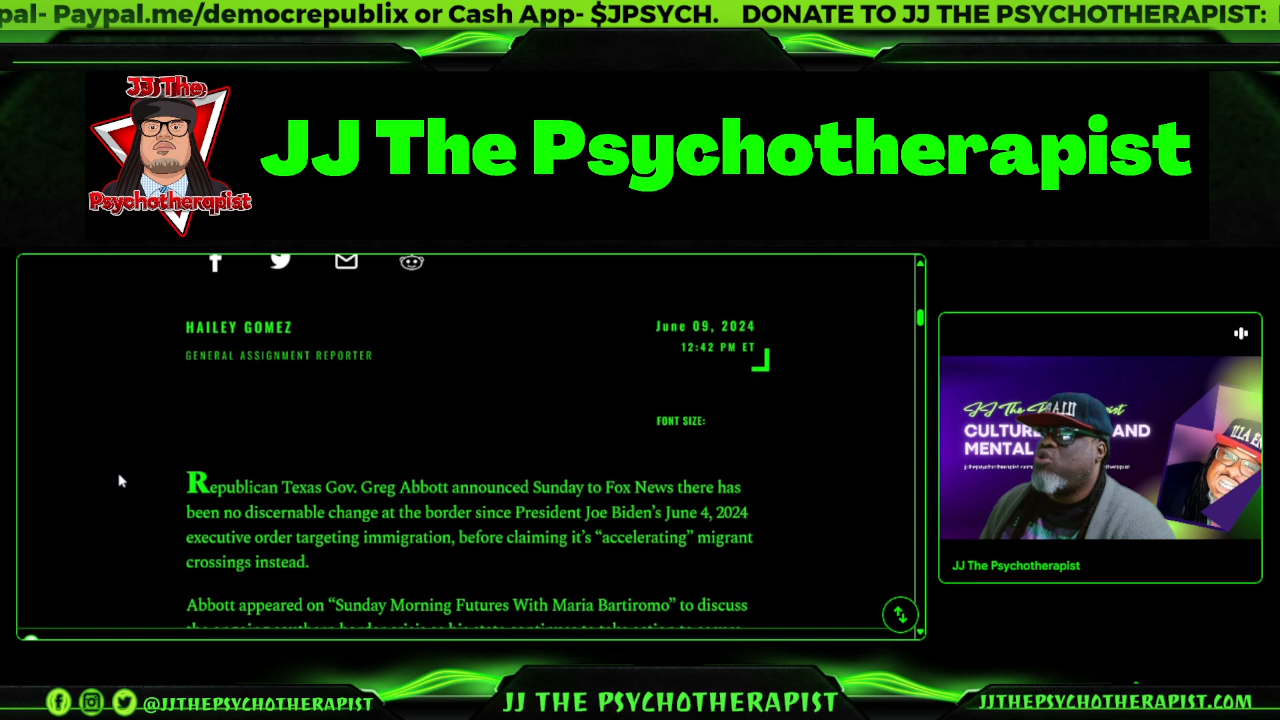 pal- Paypal.me/democrepublix or Cash App- $JPSYCH. DONATE TO JJ THE PSYCHOTHERAPIST:
JJ The
Psychotherapist
JJ The Psychotherapist
HAILEY GOMEZ
GENERAL ASSIGNMENT REPORTER
June 09, 2024
12:42 PM ET
FONT SIZE:
Republican Texas Gov. Greg Abbott announced Sunday to Fox News there has
been no discernable change at the border since President Joe Biden's June 4, 2024
executive order targeting immigration, before claiming it's “accelerating” migrant
crossings instead.
Abbott appeared on “Sunday Morning Futures With Maria Bartiromo” to discuss
JJ The
CULTURE AND
MENTAL
JJ The Psychotherapist
@JJTHEPSYCHOTHERAPIST
JJ THE PSYCHOTHERAPIST
JJTHEPSYCHOTHERAPIST.COM